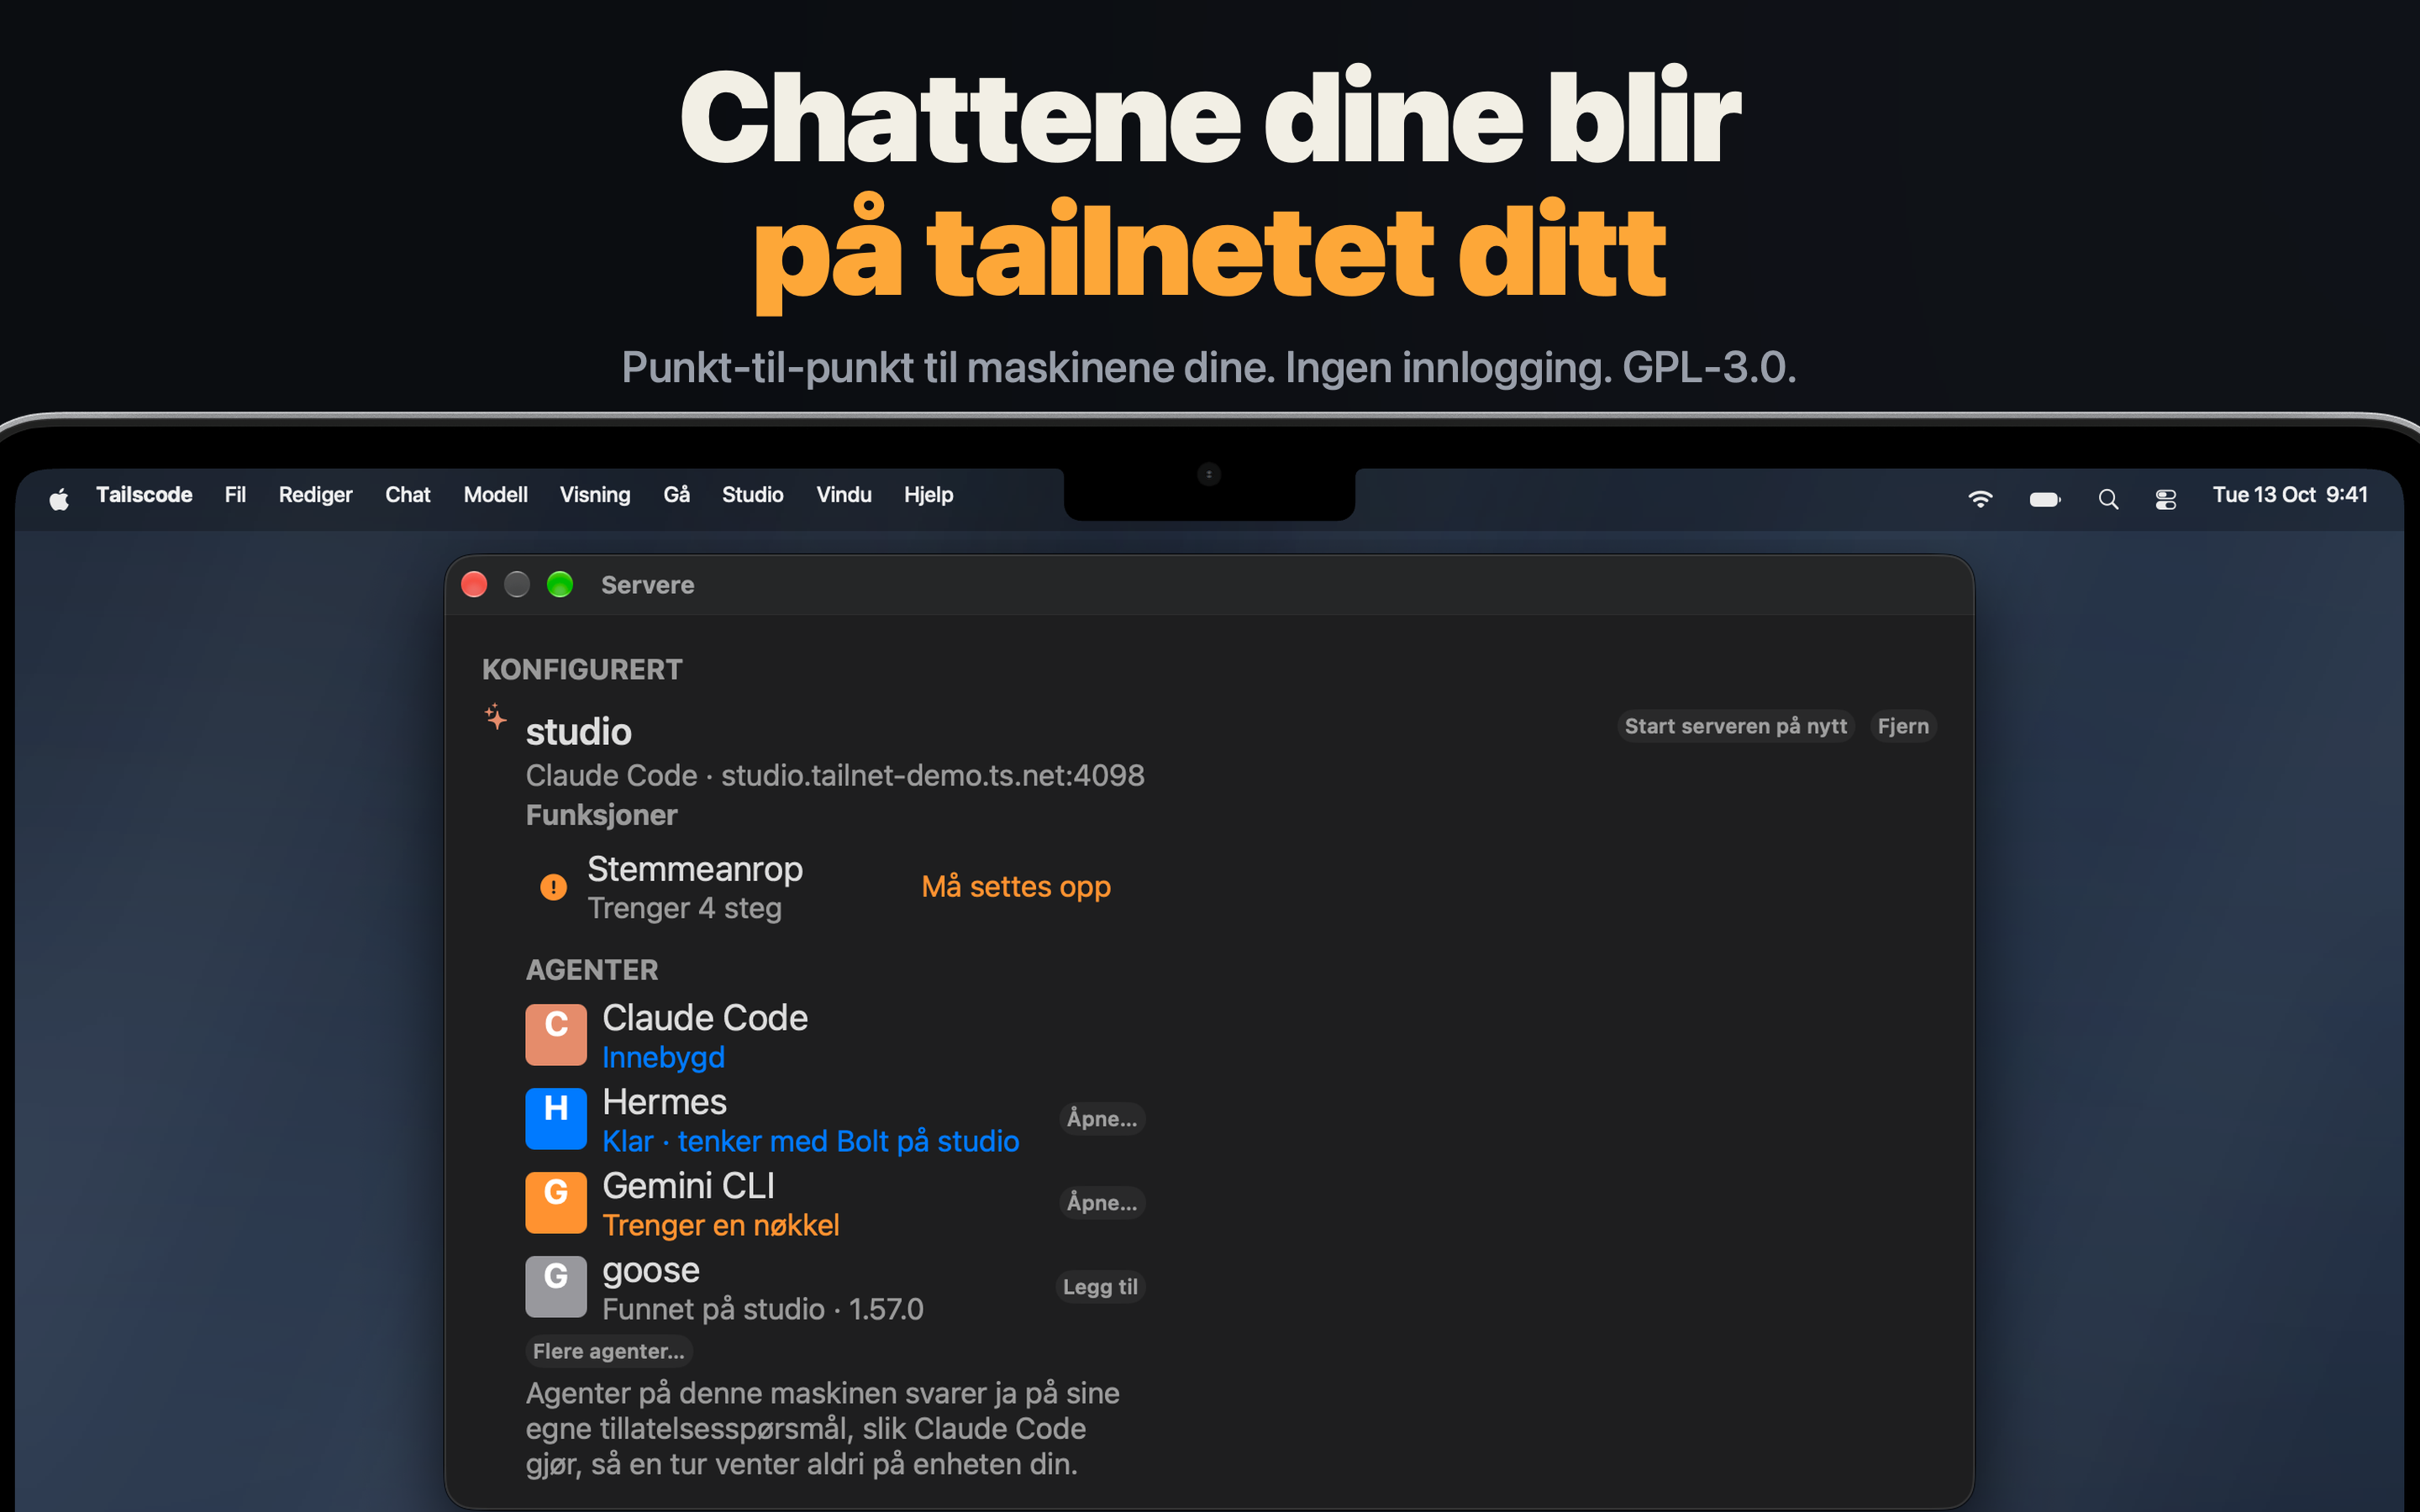 Chattene dine blir
på tailnetet ditt
Punkt-til-punkt til maskinene dine. Ingen innlogging. GPL-3.0.
Tailscode Fil Rediger Chat Modell Visning Gå Studio Vindu Hjelp Tue 13 Oct 9:41
Servere
KONFIGURERT
studio Start serveren på nytt Fjern
Claude Code · studio.tailnet-demo.ts.net:4098
Funksjoner
Stemmeanrop
Trenger 4 steg
Må settes opp
AGENTER
C Claude Code
Innebygd
H Hermes
Klar · tenker med Bolt på studio
Åpne...
G Gemini CLI
Trenger en nøkkel
Åpne...
G goose
Funnet på studio · 1.57.0
Legg til
Flere agenter...
Agenter på denne maskinen svarer ja på sine
egne tillatelsesspørsmål, slik Claude Code
gjør, så en tur venter aldri på enheten din.